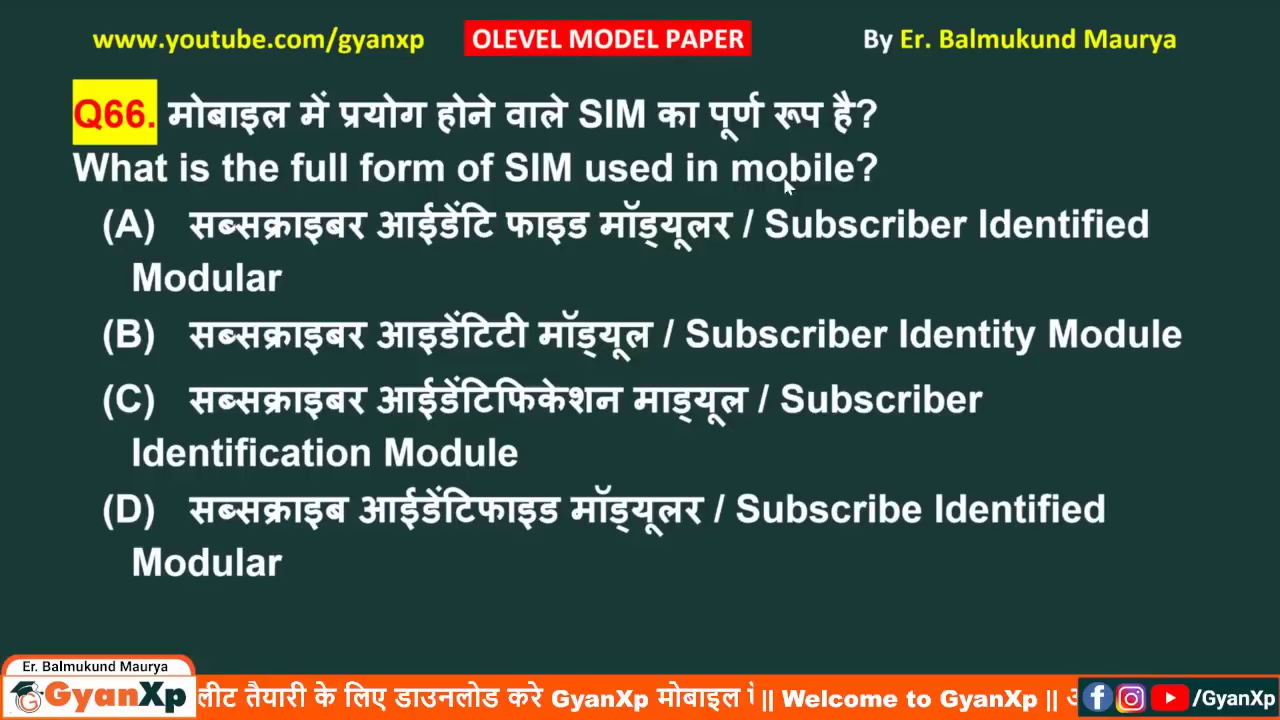 www.youtube.com/gyanxp OLEVEL MODEL PAPER By Er. Balmukund Maurya
Q66. मोबाइल में प्रयोग होने वाले SIM का पूर्ण रूप है?
What is the full form of SIM used in mobile?
(A) सब्सक्राइबर आईडेंटि फाइड मॉड्यूलर / Subscriber Identified
Modular
(B) सब्सक्राइबर आइडेंटिटी मॉड्यूल / Subscriber Identity Module
(C) सब्सक्राइबर आईडेंटिफिकेशन माड्यूल / Subscriber
Identification Module
(D) सब्सक्राइब आईडेंटिफाइड मॉड्यूलर / Subscribe Identified
Modular
Er. Balmukund Maurya
GyanXp लीट तैयारी के लिए डाउनलोड करे GyanXp मोबाइल || Welcome to GyanXp || /GyanXp